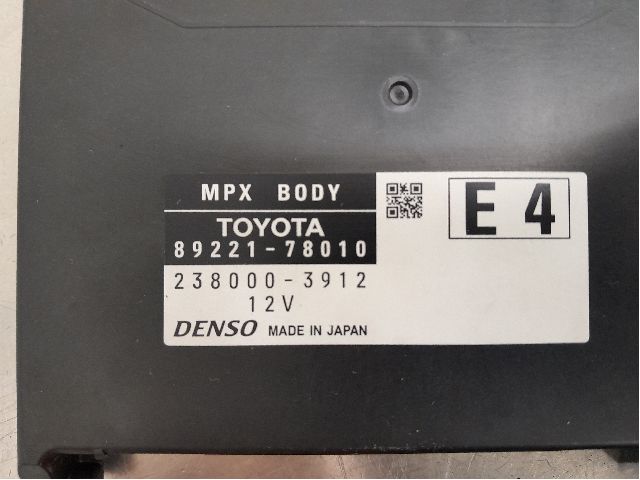 MPX BODY
E 4
TOYOTA
89221-78010
238000-3912
12V
DENSO MADE IN JAPAN